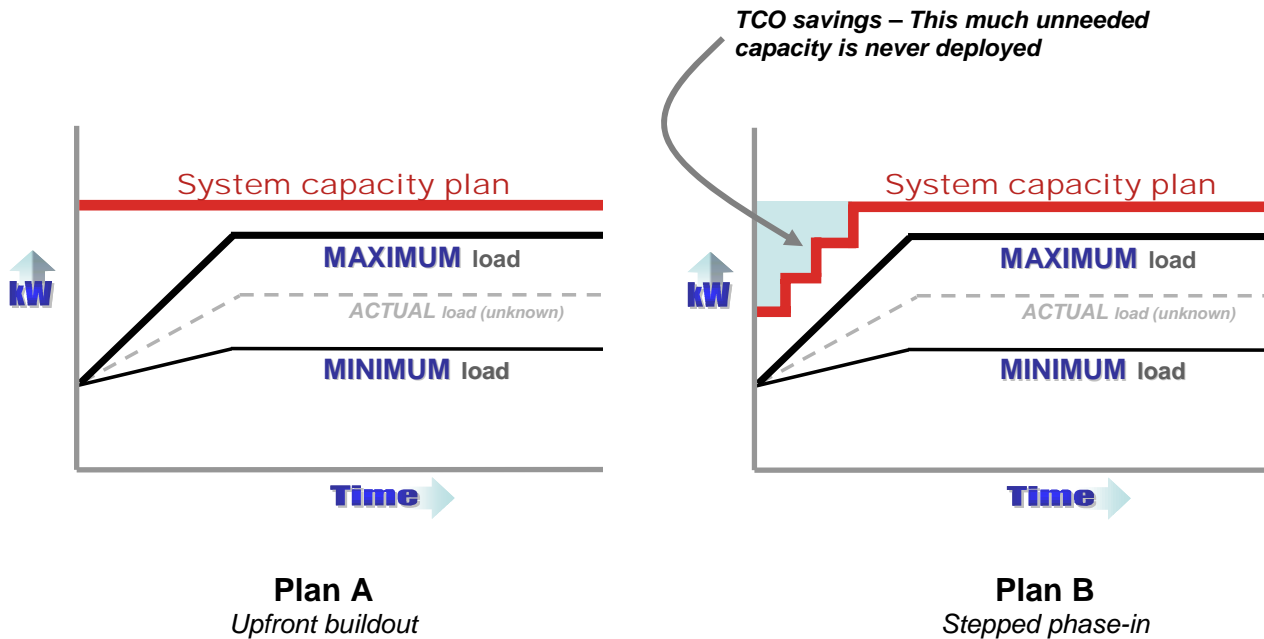 TCO savings – This much unneeded
capacity is never deployed
System capacity plan
MAXIMUM load
kW
ACTUAL load (unknown)
MINIMUM load
Time
Plan A
Upfront buildout
System capacity plan
MAXIMUM load
kW
ACTUAL load (unknown)
MINIMUM load
Time
Plan B
Stepped phase-in